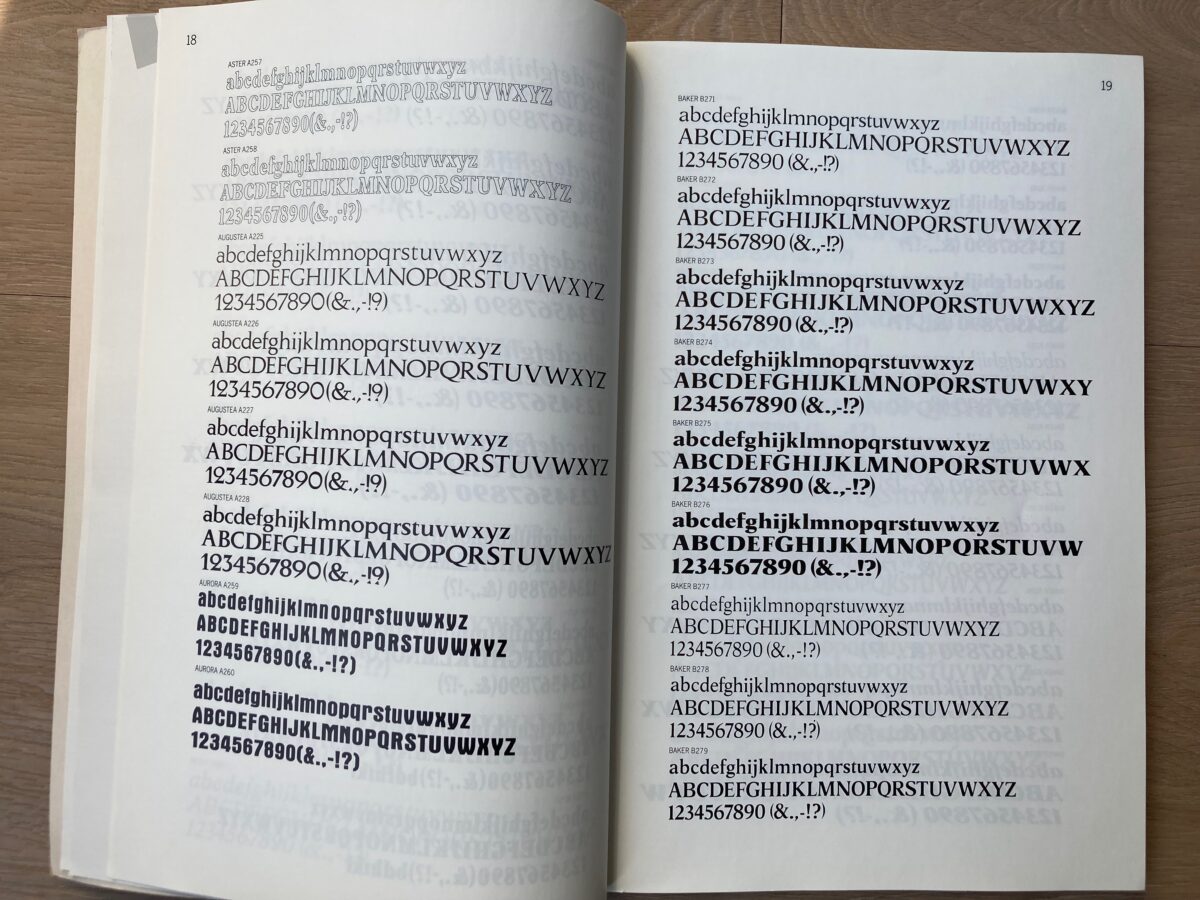 18
ASTER A257
abcdefghijklmnopqrstuvwxyz
ABCDEFGHIJKLMNOPQRSTUVWXYZ
1234567890(&.,-!?)
ASTER A258
abcdefghijklmnopqrstuvwxyz
ABCDEFGHIJKLMNOPQRSTUVWXYZ
1234567890(&.,-!?)
AUGUSTEA A225
abcdefghijklmnopqrstuvwxyz
ABCDEFGHIJKLMNOPQRSTUVWXYZ
1234567890(&.,-!?)
AUGUSTEA A226
abcdefghijklmnopqrstuvwxyz
ABCDEFGHIJKLMNOPQRSTUVWXYZ
1234567890(&.,-!?)
AUGUSTEA A227
abcdefghijklmnopqrstuvwxyz
ABCDEFGHIJKLMNOPQRSTUVWXYZ
1234567890(&.,-!?)
AUGUSTEA A228
abcdefghijklmnopqrstuvwxyz
ABCDEFGHIJKLMNOPQRSTUVWXYZ
1234567890(&.,-!?)
AURORA A259
abcdefghijklmnopqrstuvwxyz
ABCDEFGHIJKLMNOPQRSTUVWXYZ
1234567890(&.,-!?)
AURORA A260
abcdefghijklmnopqrstuvwxyz
ABCDEFGHIJKLMNOPQRSTUVWXYZ
1234567890(&.,-!?)
19
BAKER B271
abcdefghijklmnopqrstuvwxyz
ABCDEFGHIJKLMNOPQRSTUVWXYZ
1234567890 (&.,-!?)
BAKER B272
abcdefghijklmnopqrstuvwxyz
ABCDEFGHIJKLMNOPQRSTUVWXYZ
1234567890 (&.,-!?)
BAKER B273
abcdefghijklmnopqrstuvwxyz
ABCDEFGHIJKLMNOPQRSTUVWXYZ
1234567890 (&.,-!?)
BAKER B274
abcdefghijklmnopqrstuvwxyz
ABCDEFGHIJKLMNOPQRSTUVWXY
1234567890 (&.,-!?)
BAKER B275
abcdefghijklmnopqrstuvwxyz
ABCDEFGHIJKLMNOPQRSTUVWX
1234567890 (&.,-!?)
BAKER B276
abcdefghijklmnopqrstuvwxyz
ABCDEFGHIJKLMNOPQRSTUVW
1234567890 (&.,-!?)
BAKER B277
abcdefghijklmnopqrstuvwxyz
ABCDEFGHIJKLMNOPQRSTUVWXYZ
1234567890 (&.,-!?)
BAKER B278
abcdefghijklmnopqrstuvwxyz
ABCDEFGHIJKLMNOPQRSTUVWXYZ
1234567890 (&.,-!?)
BAKER B279
abcdefghijklmnopqrstuvwxyz
ABCDEFGHIJKLMNOPQRSTUVWXYZ
1234567890 (&.,-!?)